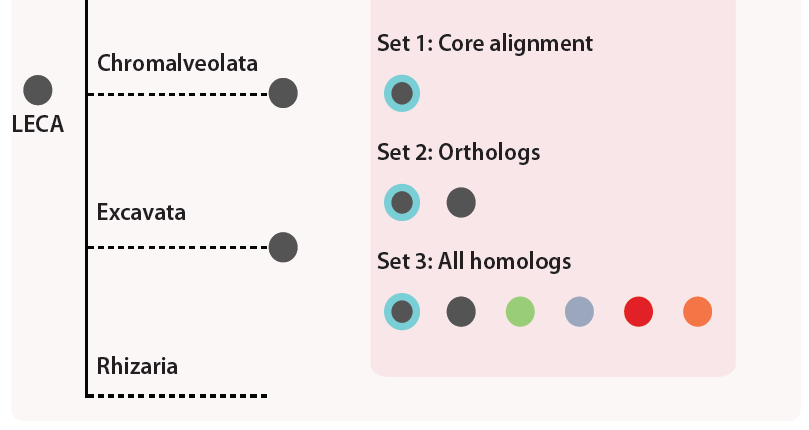 Chromalveolata
LECA
Excavata
Rhizaria
Set 1: Core alignment
Set 2: Orthologs
Set 3: All homologs